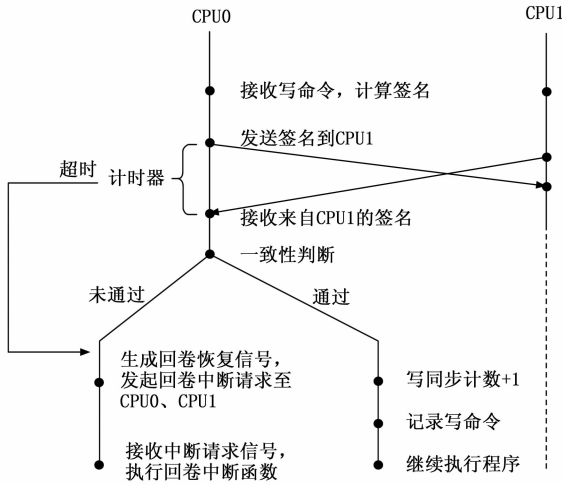 CPU0
CPU1
接收写命令，计算签名
发送签名到CPU1
超时
计时器
接收来自CPU1的签名
一致性判断
未通过
通过
生成回卷恢复信号，
发起回卷中断请求至
CPU0、CPU1
写同步计数+1
记录写命令
接收中断请求信号，
执行回卷中断函数
继续执行程序